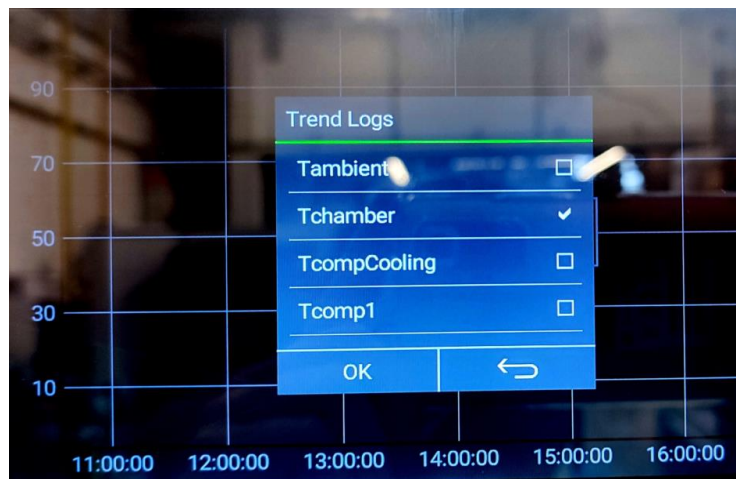 90
70
50
30
10
Trend Logs
Tambient
Tchamber
TcompCooling
Tcomp1
OK
11:00:00 12:00:00 13:00:00 14:00:00 15:00:00 16:00:00